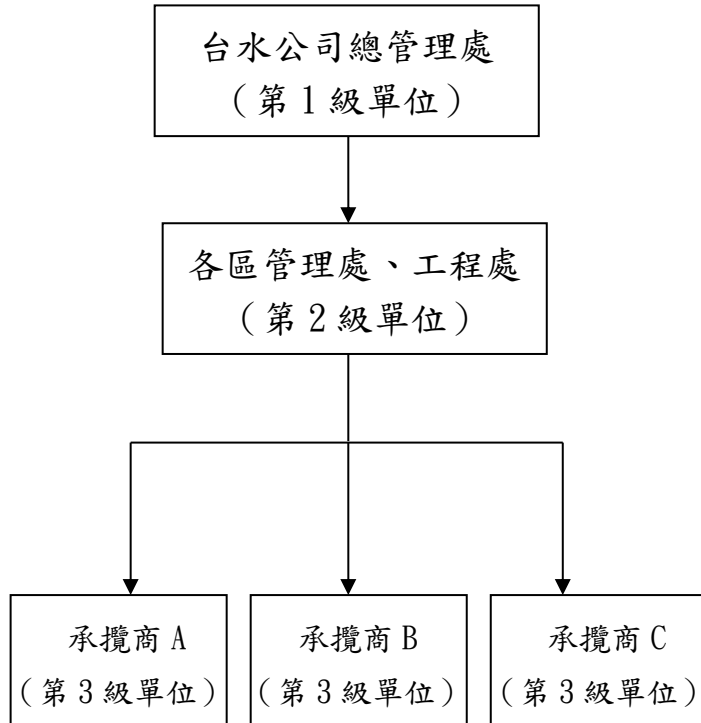 台水公司總管理處
（第1級單位）
各區管理處、工程處
（第2級單位）
承攬商A
（第3級單位）
承攬商B
（第3級單位）
承攬商C
（第3級單位）